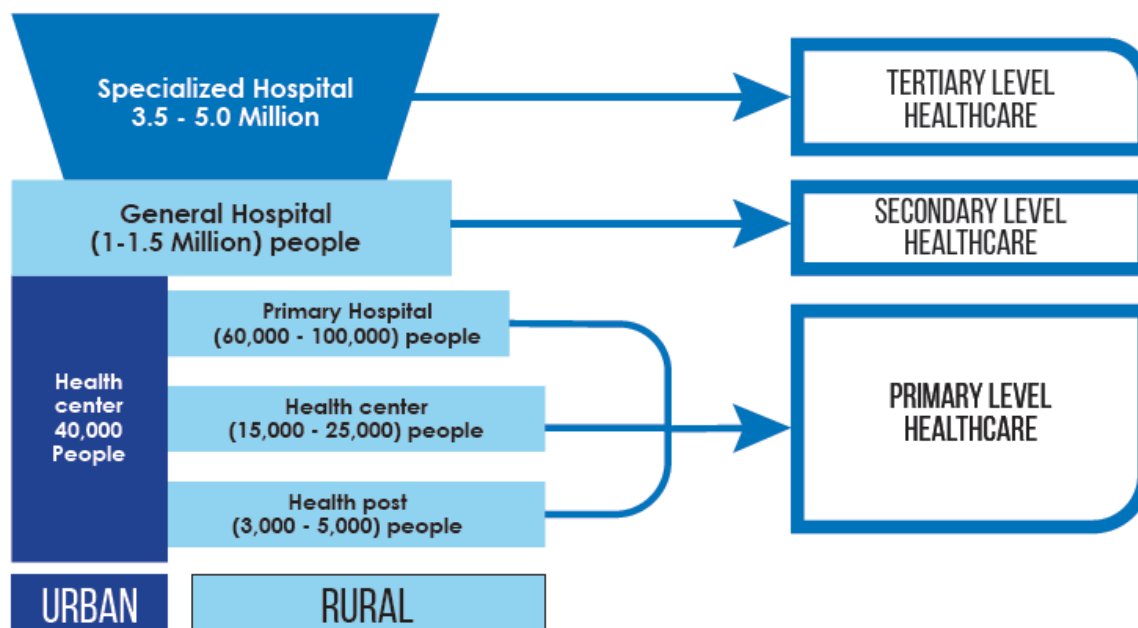 Specialized Hospital
3.5 - 5.0 Million
TERTIARY LEVEL
HEALTHCARE
General Hospital
(1-1.5 Million) people
SECONDARY LEVEL
HEALTHCARE
Health
center
40,000
People
Primary Hospital
(60,000 - 100,000) people
Health center
(15,000 - 25,000) people
Health post
(3,000 - 5,000) people
PRIMARY LEVEL
HEALTHCARE
URBAN
RURAL